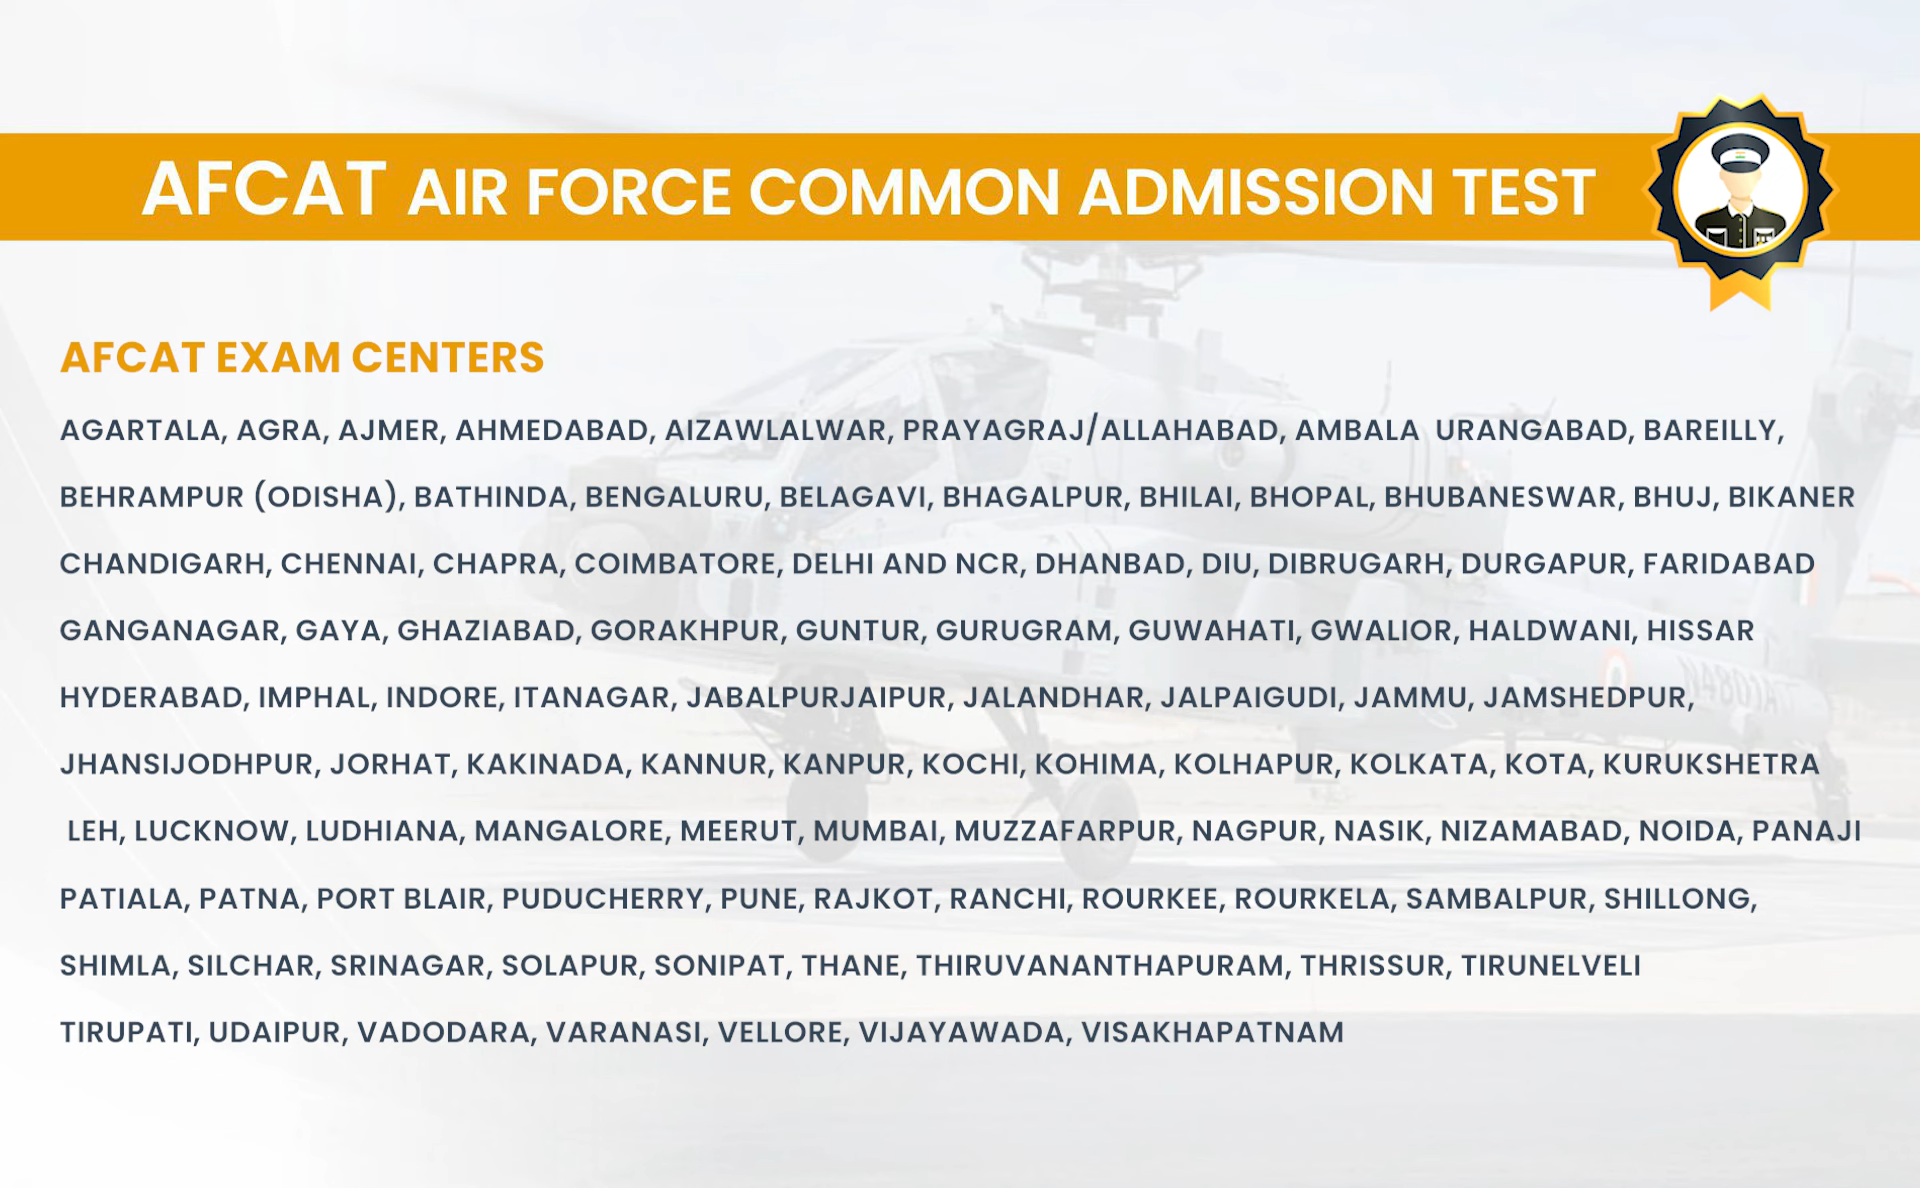 AFCAT AIR FORCE COMMON ADMISSION TEST
AFCAT EXAM CENTERS
AGARTALA, AGRA, AJMER, AHMEDABAD, AIZAWLALWAR, PRAYAGRAJ/ALLAHABAD, AMBALA  URANGABAD, BAREILLY,
BEHRAMPUR (ODISHA), BATHINDA, BENGALURU, BELAGAVI, BHAGALPUR, BHILAI, BHOPAL, BHUBANESWAR, BHUJ, BIKANER
CHANDIGARH, CHENNAI, CHAPRA, COIMBATORE, DELHI AND NCR, DHANBAD, DIU, DIBRUGARH, DURGAPUR, FARIDABAD
GANGANAGAR, GAYA, GHAZIABAD, GORAKHPUR, GUNTUR, GURUGRAM, GUWAHATI, GWALIOR, HALDWANI, HISSAR
HYDERABAD, IMPHAL, INDORE, ITANAGAR, JABALPURJAIPUR, JALANDHAR, JALPAIGUDI, JAMMU, JAMSHEDPUR,
N4801A
JHANSIJODHPUR, JORHAT, KAKINADA, KANNUR, KANPUR, KOCHI, KOHIMA, KOLHAPUR, KOLKATA, KOTA, KURUKSHETRA
LEH, LUCKNOW, LUDHIANA, MANGALORE, MEERUT, MUMBAI, MUZZAFARPUR, NAGPUR, NASIK, NIZAMABAD, NOIDA, PANAJI
PATIALA, PATNA, PORT BLAIR, PUDUCHERRY, PUNE, RAJKOT, RANCHI, ROURKEE, ROURKELA, SAMBALPUR, SHILLONG,
SHIMLA, SILCHAR, SRINAGAR, SOLAPUR, SONIPAT, THANE, THIRUVANANTHAPURAM, THRISSUR, TIRUNELVELI
TIRUPATI, UDAIPUR, VADODARA, VARANASI, VELLORE, VIJAYAWADA, VISAKHAPATNAM